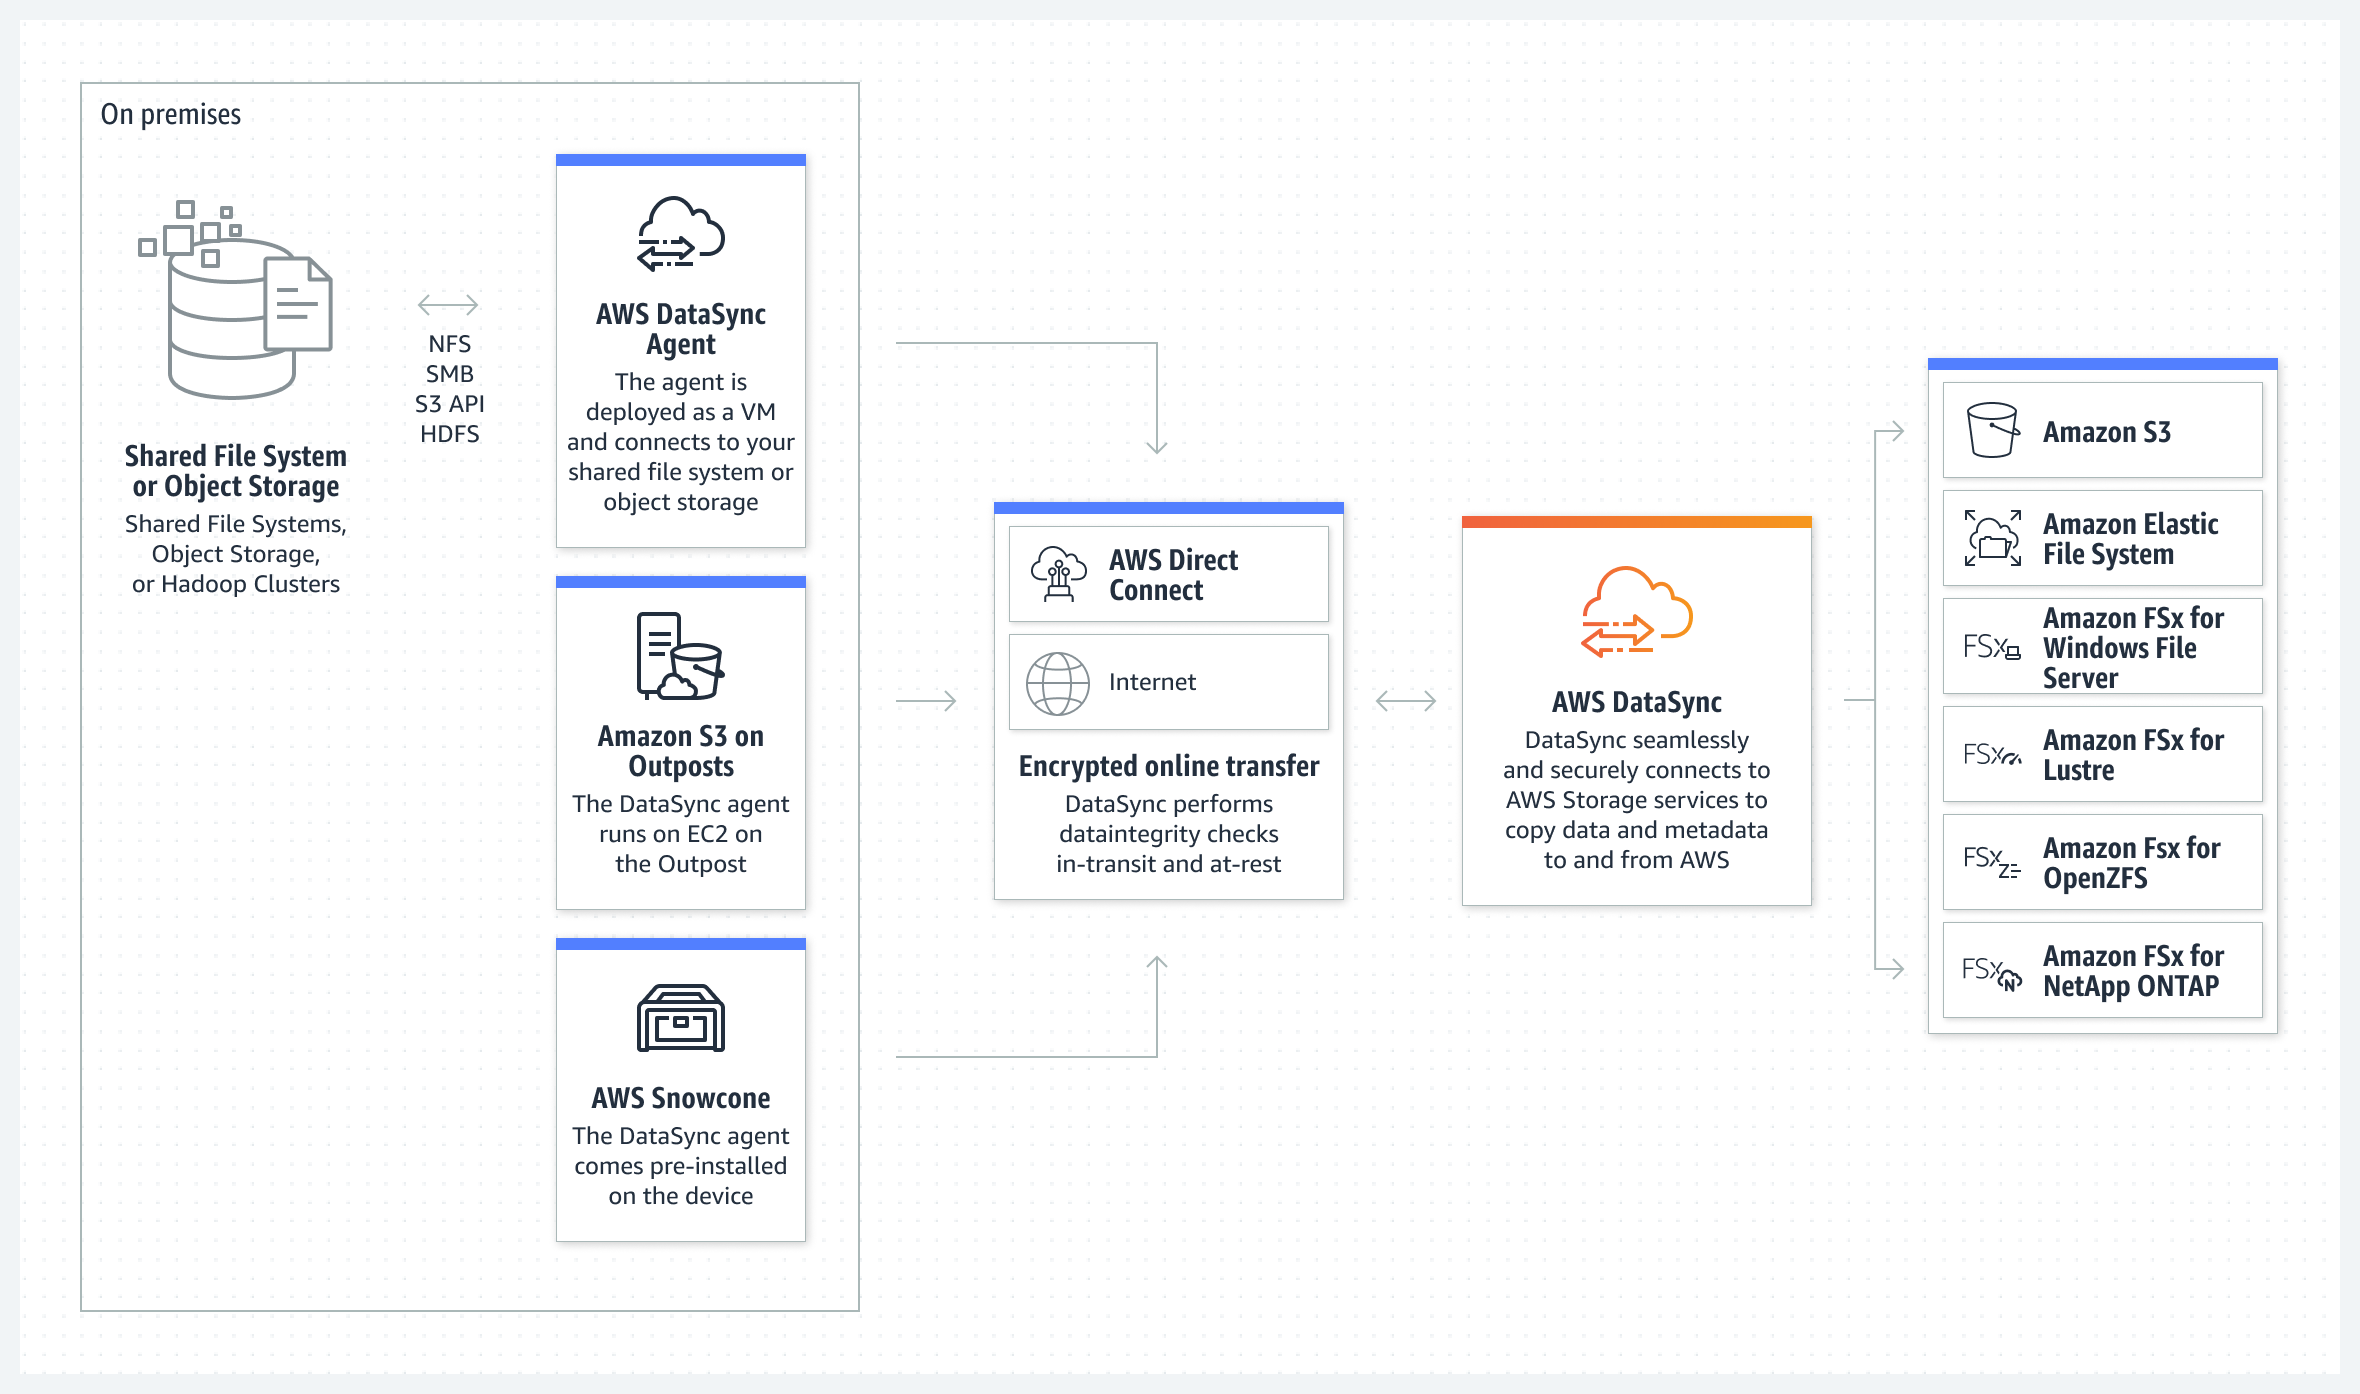 On premises
Shared File System
or Object Storage
Shared File Systems,
Object Storage,
or Hadoop Clusters
NFS
SMB
S3 API
HDFS
AWS DataSync
Agent
The agent is
deployed as a VM
and connects to your
shared file system or
object storage
Amazon S3 on
Outposts
The DataSync agent
runs on EC2 on
the Outpost
AWS Snowcone
The DataSync agent
comes pre-installed
on the device
AWS Direct
Connect
Internet
Encrypted online transfer
DataSync performs
dataintegrity checks
in-transit and at-rest
AWS DataSync
DataSync seamlessly
and securely connects to
AWS Storage services to
copy data and metadata
to and from AWS
Amazon S3
Amazon Elastic
File System
FSx
Amazon FSx for
Windows File
Server
FSx
Amazon FSx for
Lustre
FSx
Z
Amazon Fsx for
OpenZFS
FSx
N
Amazon FSx for
NetApp ONTAP